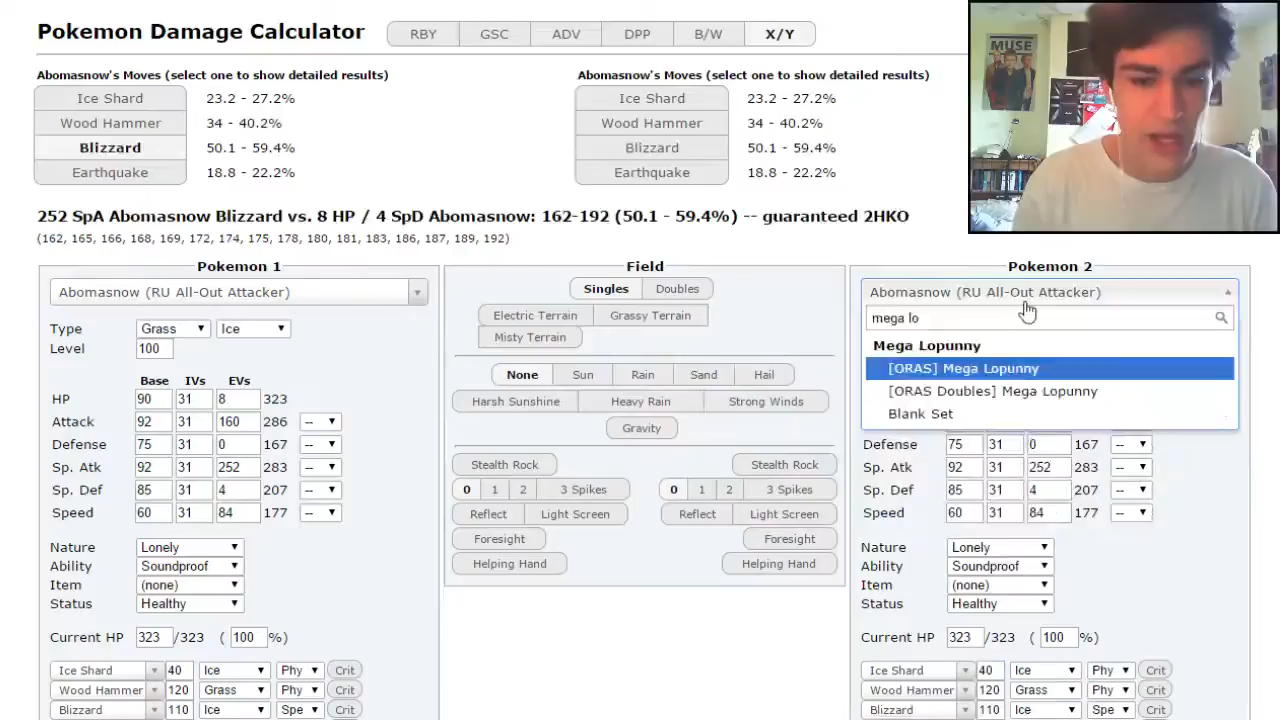 Pokemon Damage Calculator RBY GSC ADV DPP B/W X/Y
MUSE
Abomasnow's Moves (select one to show detailed results)
Ice Shard 23.2 - 27.2%
Wood Hammer 34 - 40.2%
Blizzard 50.1 - 59.4%
Earthquake 18.8 - 22.2%
Abomasnow's Moves (select one to show detailed results)
Ice Shard 23.2 - 27.2%
Wood Hammer 34 - 40.2%
Blizzard 50.1 - 59.4%
Earthquake 18.8 - 22.2%
252 SpA Abomasnow Blizzard vs. 8 HP / 4 SpD Abomasnow: 162-192 (50.1 - 59.4%) -- guaranteed 2HKO
(162, 165, 166, 168, 169, 172, 174, 175, 178, 180, 181, 183, 186, 187, 189, 192)
Pokemon 1
Abomasnow (RU All-Out Attacker)
Type Grass Ice
Level 100
Base IVs EVs
HP 90 31 8 323
Attack 92 31 160 286 --
Defense 75 31 0 167 --
Sp. Atk 92 31 252 283 --
Sp. Def 85 31 4 207 --
Speed 60 31 84 177 --
Nature Lonely
Ability Soundproof
Item (none)
Status Healthy
Current HP 323 /323 ( 100 %)
Ice Shard 40 Ice Phy Crit
Wood Hammer 120 Grass Phy Crit
Blizzard 110 Ice Spe Crit
Field
Singles Doubles
Electric Terrain Grassy Terrain
Misty Terrain
None Sun Rain Sand Hail
Harsh Sunshine Heavy Rain Strong Winds
Gravity
Stealth Rock Stealth Rock
0 1 2 3 Spikes 0 1 2 3 Spikes
Reflect Light Screen Reflect Light Screen
Foresight Foresight
Helping Hand Helping Hand
Pokemon 2
Abomasnow (RU All-Out Attacker)
mega lo
Mega Lopunny
[ORAS] Mega Lopunny
[ORAS Doubles] Mega Lopunny
Blank Set
Defense 75 31 0 167 --
Sp. Atk 92 31 252 283 --
Sp. Def 85 31 4 207 --
Speed 60 31 84 177 --
Nature Lonely
Ability Soundproof
Item (none)
Status Healthy
Current HP 323 /323 ( 100 %)
Ice Shard 40 Ice Phy Crit
Wood Hammer 120 Grass Phy Crit
Blizzard 110 Ice Spe Crit